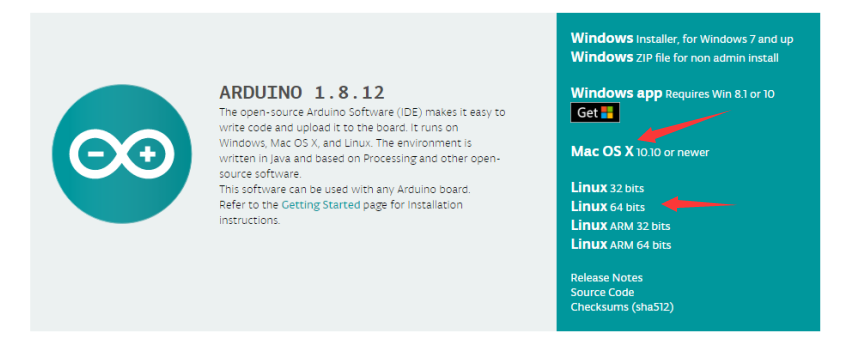 ARDUINO 1.8.12
The open-source Arduino Software (IDE) makes it easy to
write code and upload it to the board. It runs on
Windows, Mac OS X, and Linux. The environment is
written in Java and based on Processing and other open-
source software.
This software can be used with any Arduino board.
Refer to the Getting Started page for Installation
instructions.
Windows Installer, for Windows 7 and up
Windows ZIP file for non admin install
Windows app Requires Win 8.1 or 10
Get
Mac OS X 10.10 or newer
Linux 32 bits
Linux 64 bits
Linux ARM 32 bits
Linux ARM 64 bits
Release Notes
Source Code
Checksums (sha512)